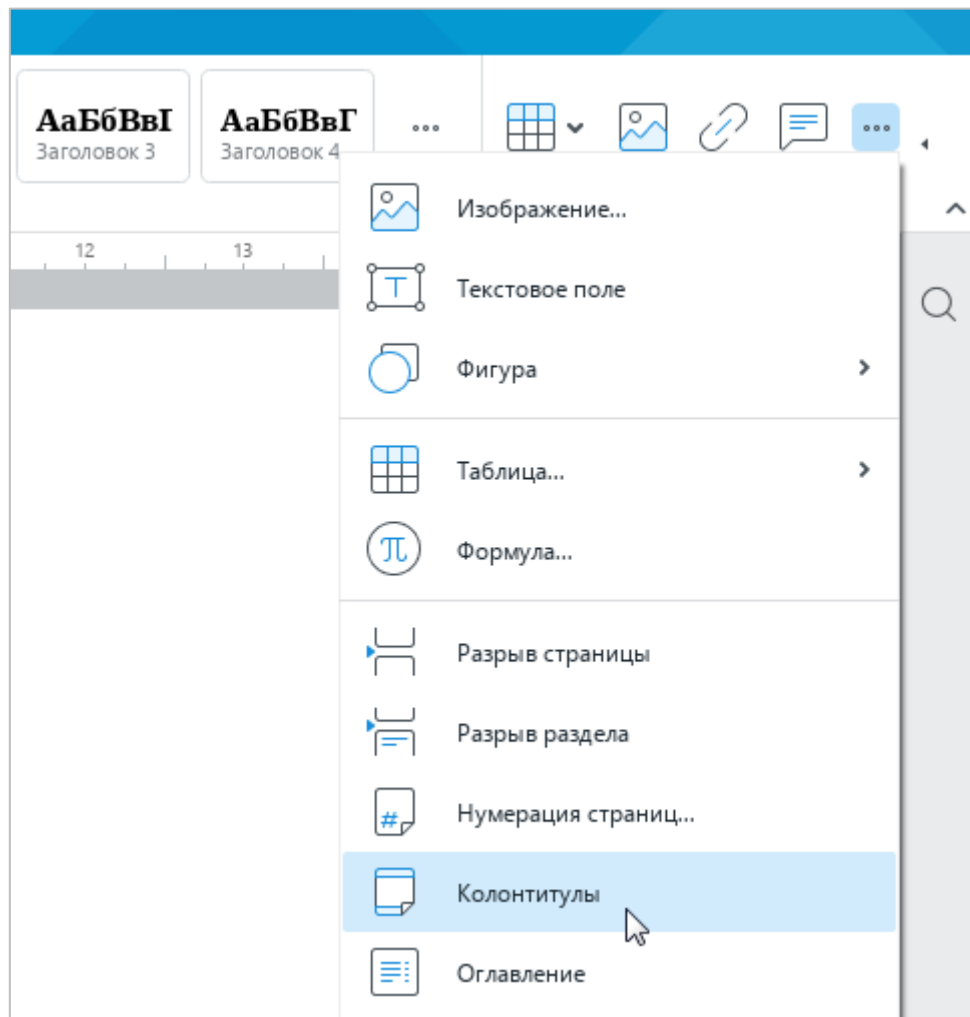 АаБбВвГ
АаБбВвГ
Заголовок 3
Заголовок 4
12
13
Изображение...
Текстовое поле
Фигура
Таблица...
Формула...
Разрыв страницы
Разрыв раздела
Нумерация страниц...
Колонтитулы
Оглавление